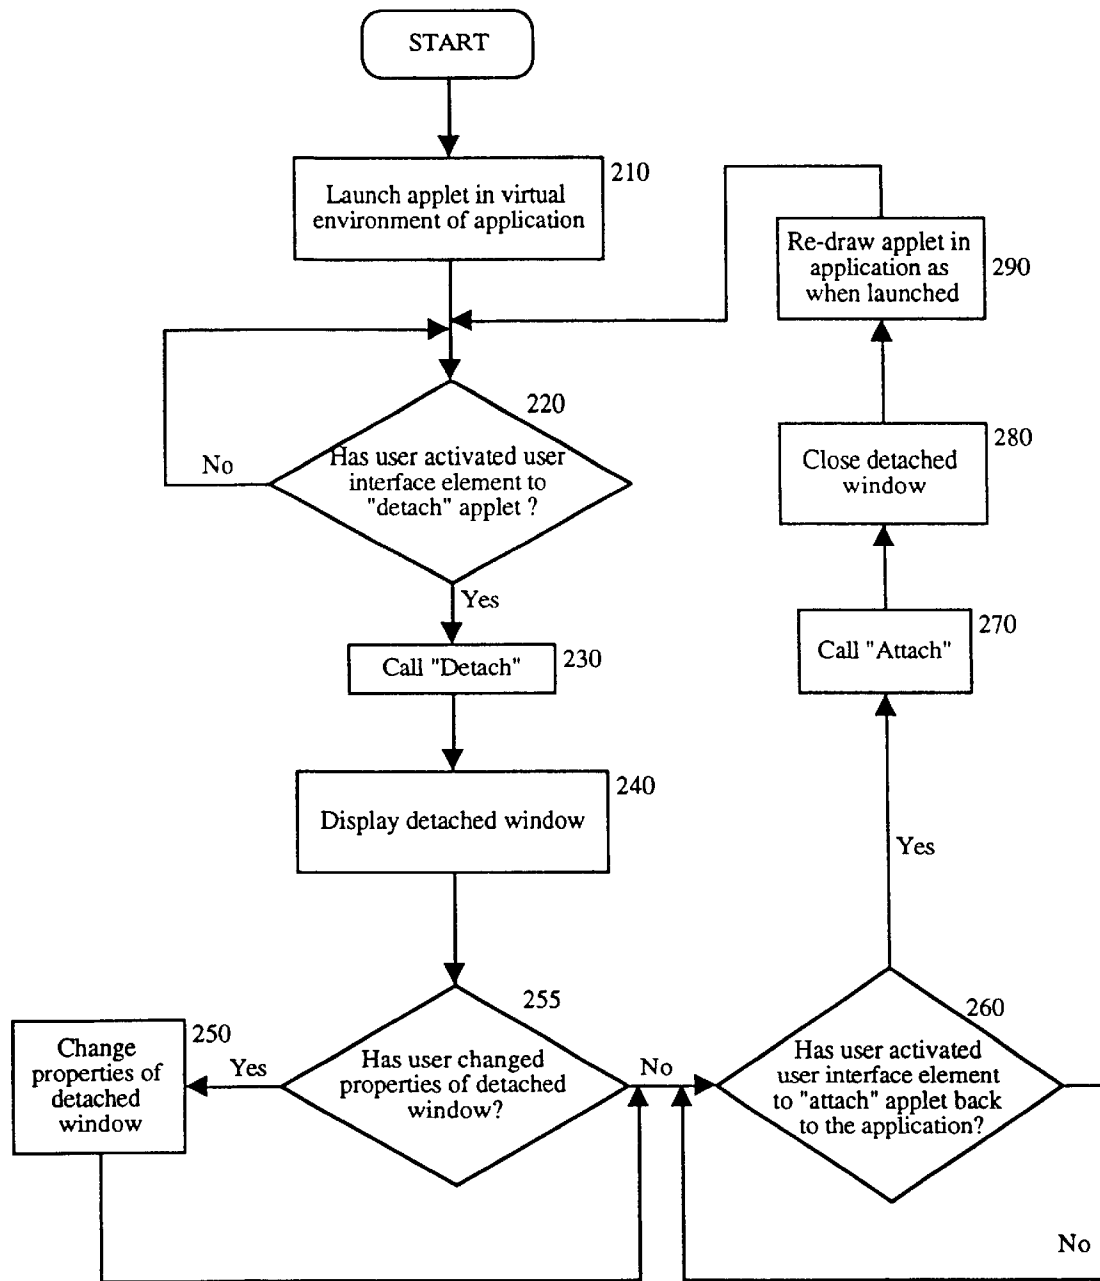 START
210
Launch applet in virtual
environment of application
220
Has user activated user
interface element to
"detach" applet ?
No
Yes
Call "Detach"
230
Display detached window
240
255
Has user changed
properties of detached
window?
Yes
No
250
Change
properties of
detached
window
260
Has user activated
user interface element
to "attach" applet back
to the application?
No
Yes
Call "Attach"
270
Close detached
window
280
Re-draw applet in
application as
when launched
290